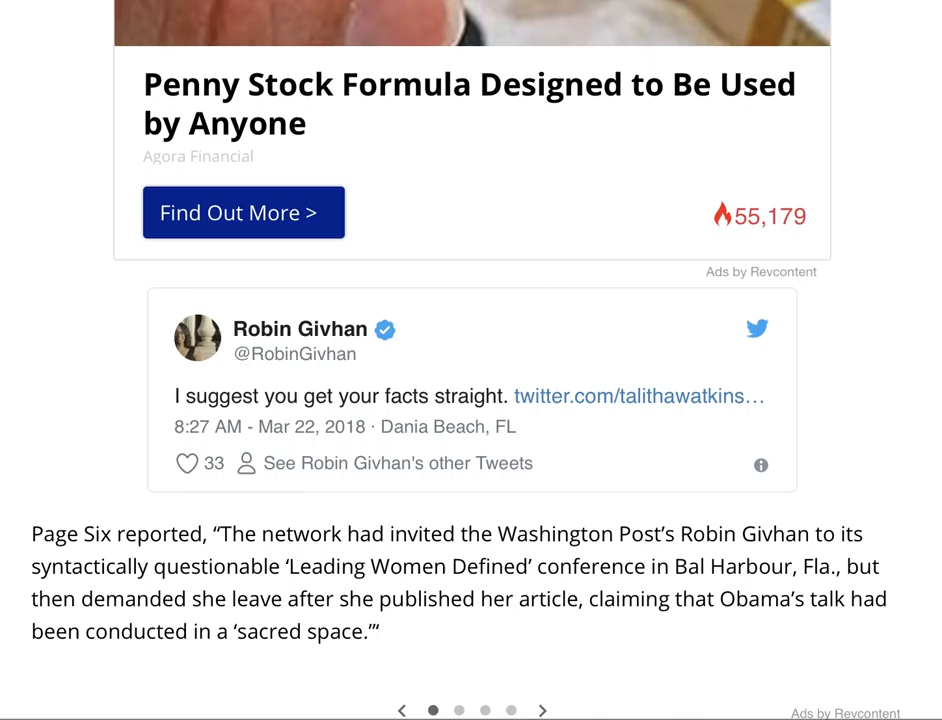 Penny Stock Formula Designed to Be Used
by Anyone
Agora Financial
Find Out More >
55,179
Ads by Revcontent
Robin Givhan
@RobinGivhan
I suggest you get your facts straight. twitter.com/talithawatkins…
8:27 AM - Mar 22, 2018 · Dania Beach, FL
33 See Robin Givhan's other Tweets
Page Six reported, “The network had invited the Washington Post’s Robin Givhan to its
syntactically questionable ‘Leading Women Defined’ conference in Bal Harbour, Fla., but
then demanded she leave after she published her article, claiming that Obama’s talk had
been conducted in a ‘sacred space.’“
Ads by Revcontent